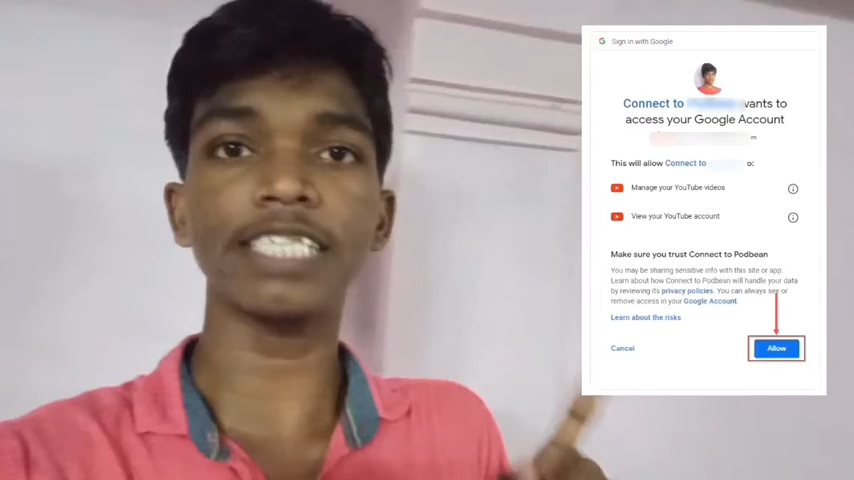 Sign in with Google
Connect to wants to
access your Google Account
m
This will allow Connect to o:
Manage your YouTube videos
View your YouTube account
Make sure you trust Connect to Podbean
You may be sharing sensitive info with this site or app.
Learn about how Connect to Podbean will handle your data
by reviewing its privacy policies. You can always see or
remove access in your Google Account.
Learn about the risks
Cancel
Allow